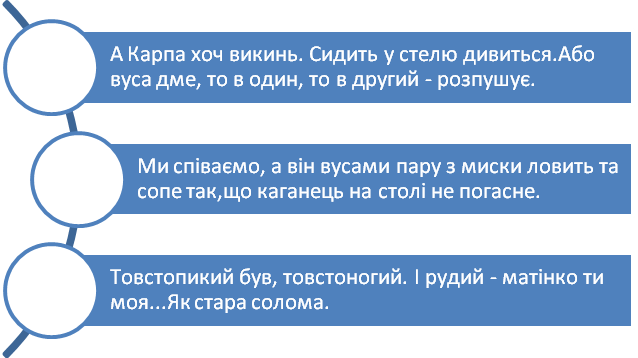 А Карпа хоч викинь. Сидить у стелю дивиться.Або
вуса дме, то в один, то в другий - розпушує.
Ми співаємо, а він вусами пару з миски ловить та
сопе так,що каганець на столі не погасне.
Товстопикий був, товстоногий. І рудий - матінко ти
моя...Як стара солома.